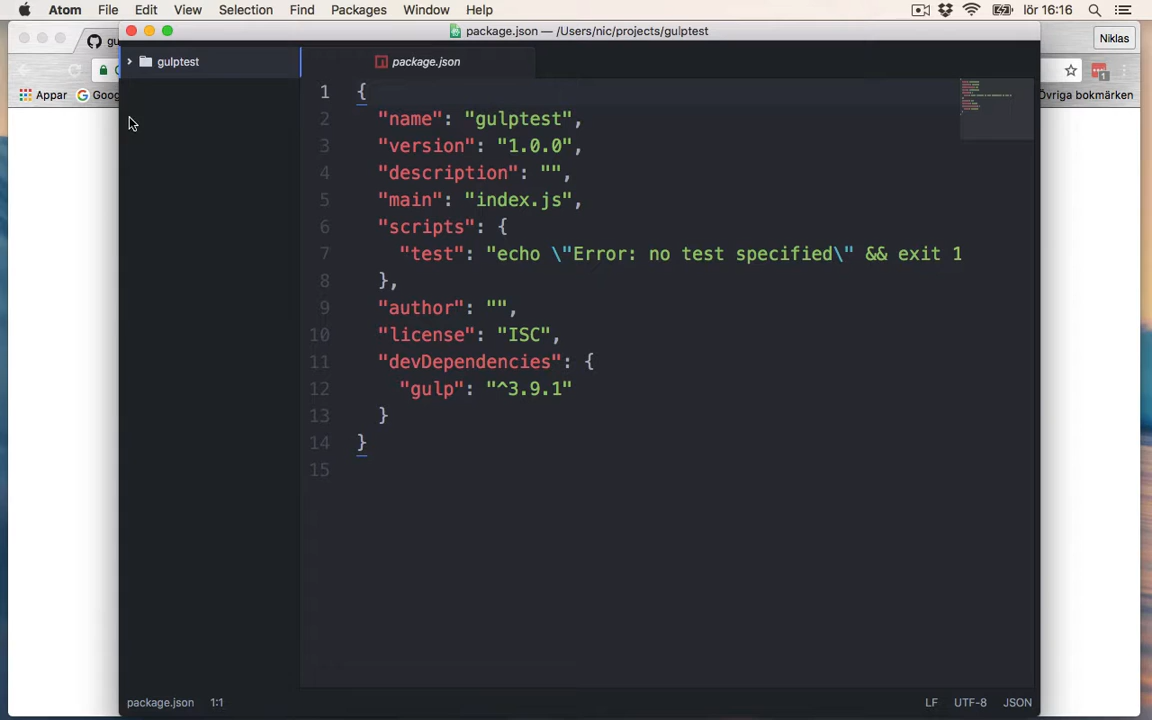 Atom File Edit View Selection Find Packages Window Help lör 16:16
package.json — /Users/nic/projects/gulptest
Niklas
gulptest
package.json
Appar
Övriga bokmärken
1
1 {
2 "name": "gulptest",
3 "version": "1.0.0",
4 "description": "",
5 "main": "index.js",
6 "scripts": {
7 "test": "echo \"Error: no test specified\" && exit 1
8 },
9 "author": "",
10 "license": "ISC",
11 "devDependencies": {
12 "gulp": "^3.9.1"
13 }
14 }
15
package.json 1:1 LF UTF-8 JSON